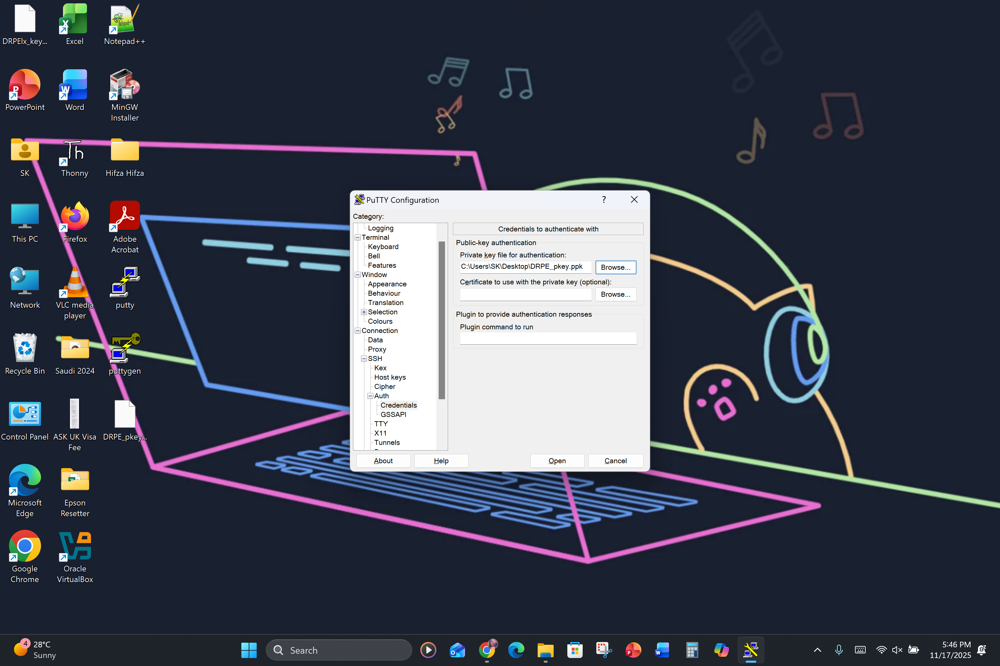 DRPElx_key...
Excel
Notepad++
PowerPoint
Word
MinGW
Installer
SK
Thonny
Hifza Hifza
This PC
Firefox
Adobe
Acrobat
Network
VLC media
player
putty
Recycle Bin
Saudi 2024
puttygen
Control Panel
ASK UK Visa
Fee
DRPE_pkey...
Microsoft
Edge
Epson
Resetter
Google
Chrome
Oracle
VirtualBox
PuTTY Configuration
?
Category:
Logging
Terminal
Keyboard
Bell
Features
Window
Appearance
Behaviour
Translation
Selection
Colours
Connection
Data
Proxy
SSH
Kex
Host keys
Cipher
Auth
Credentials
GSSAPI
TTY
X11
Tunnels
Credentials to authenticate with
Public-key authentication
Private key file for authentication:
C:\Users\SK\Desktop\DRPE_pkey.ppk
Browse...
Certificate to use with the private key (optional):
Browse...
Plugin to provide authentication responses
Plugin command to run
About
Help
Open
Cancel
4
28°C
Sunny
Search
5:46 PM
11/17/2025